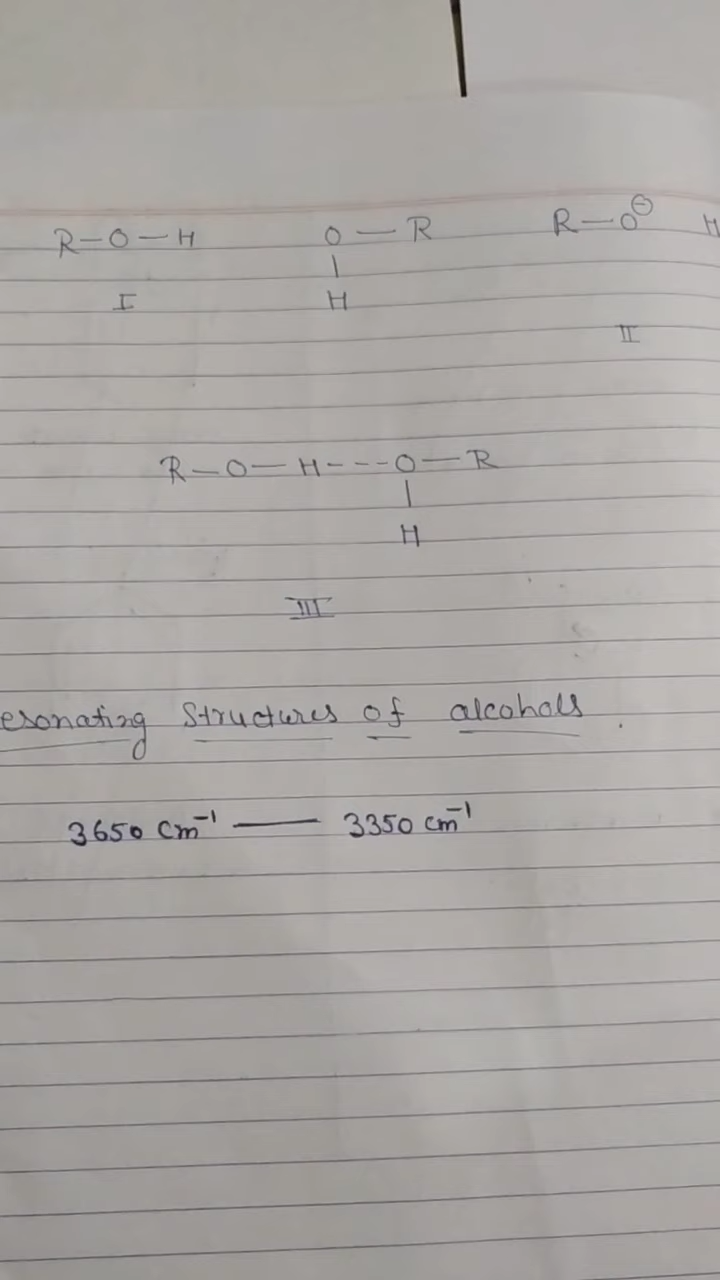 R—O—H O—R R—O⊖ H
|
I H
II
R—O—H---O—R
|
H
III
esonating Structures of alcohols.
3650 cm⁻¹ —— 3350 cm⁻¹